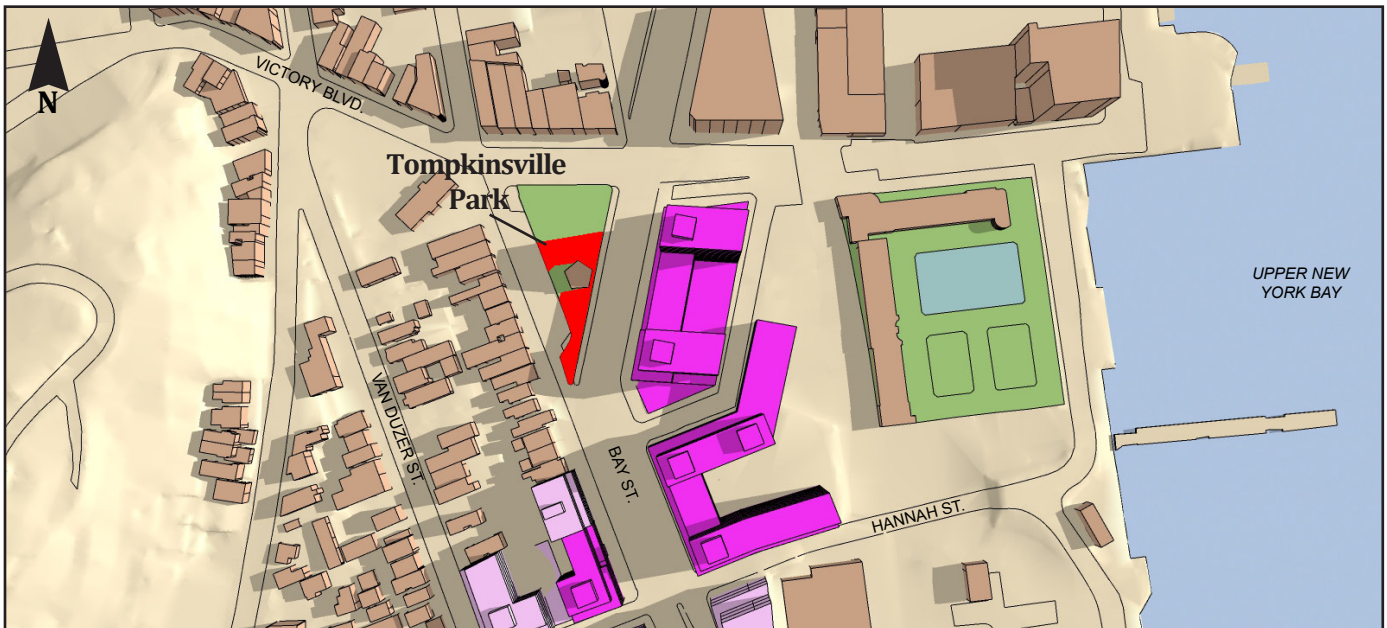 N
VICTORY BLVD.
Tompkinsville
Park
UPPER NEW
YORK BAY
VAN DUZER ST.
BAY ST.
HANNAH ST.